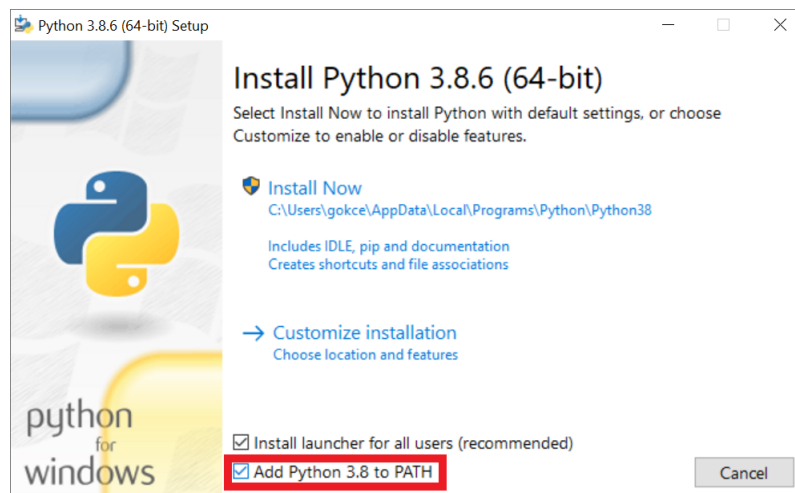 Python 3.8.6 (64-bit) Setup
Install Python 3.8.6 (64-bit)
Select Install Now to install Python with default settings, or choose
Customize to enable or disable features.
Install Now
C:\Users\gokce\AppData\Local\Programs\Python\Python38
Includes IDLE, pip and documentation
Creates shortcuts and file associations
Customize installation
Choose location and features
python
for
windows
Install launcher for all users (recommended)
Add Python 3.8 to PATH
Cancel